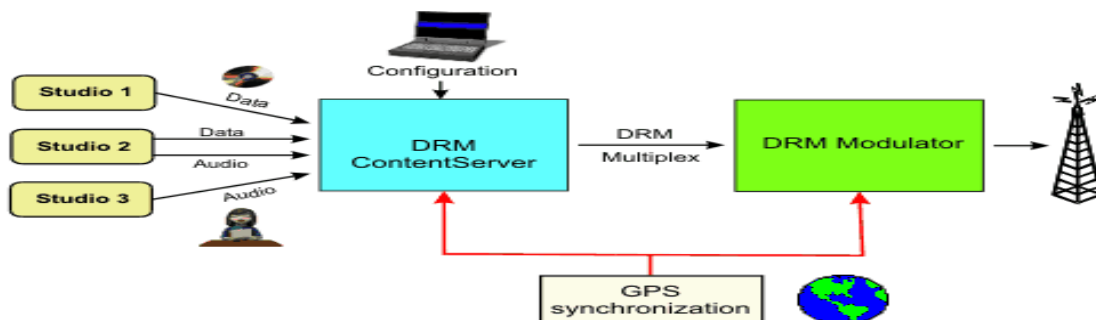 Configuration
Studio 1
Data
Studio 2
Data
Audio
Studio 3
Audio
DRM
ContentServer
DRM
Multiplex
DRM Modulator
GPS
synchronization